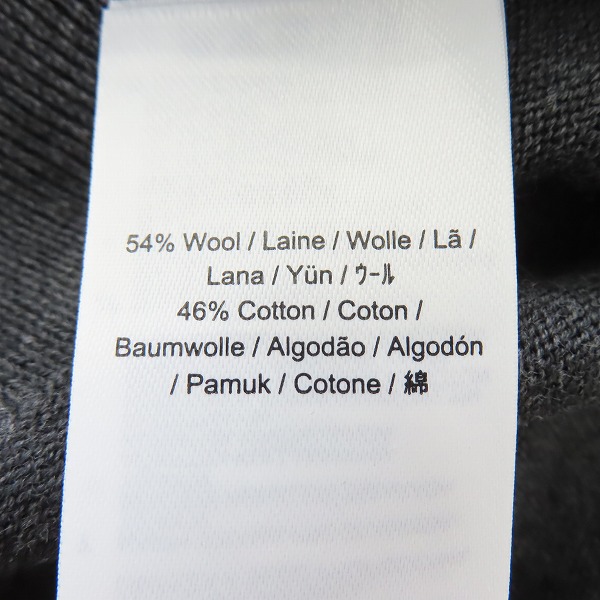 54% Wool / Laine / Wolle / Lã /
Lana / Yün / ｳｰﾙ
46% Cotton / Coton /
Baumwolle / Algodão / Algodón
/ Pamuk / Cotone / 綿